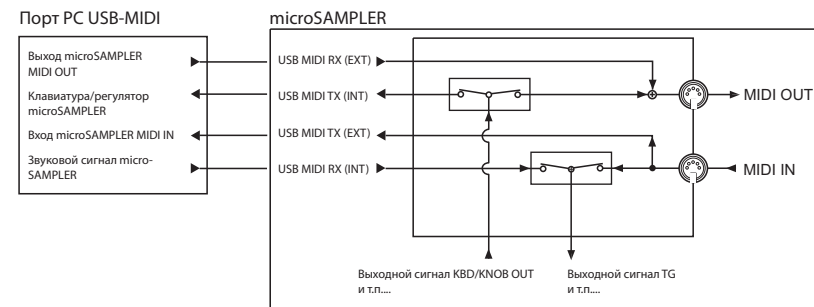 Порт PC USB-MIDI
microSAMPLER
Выход microSAMPLER
MIDI OUT
Клавиатура/регулятор
microSAMPLER
Вход microSAMPLER MIDI IN
Звуковой сигнал micro-
SAMPLER
USB MIDI RX (EXT)
USB MIDI TX (INT)
USB MIDI TX (EXT)
USB MIDI RX (INT)
MIDI OUT
MIDI IN
Выходной сигнал KBD/KNOB OUT
и т.п....
Выходной сигнал TG
и т.п....